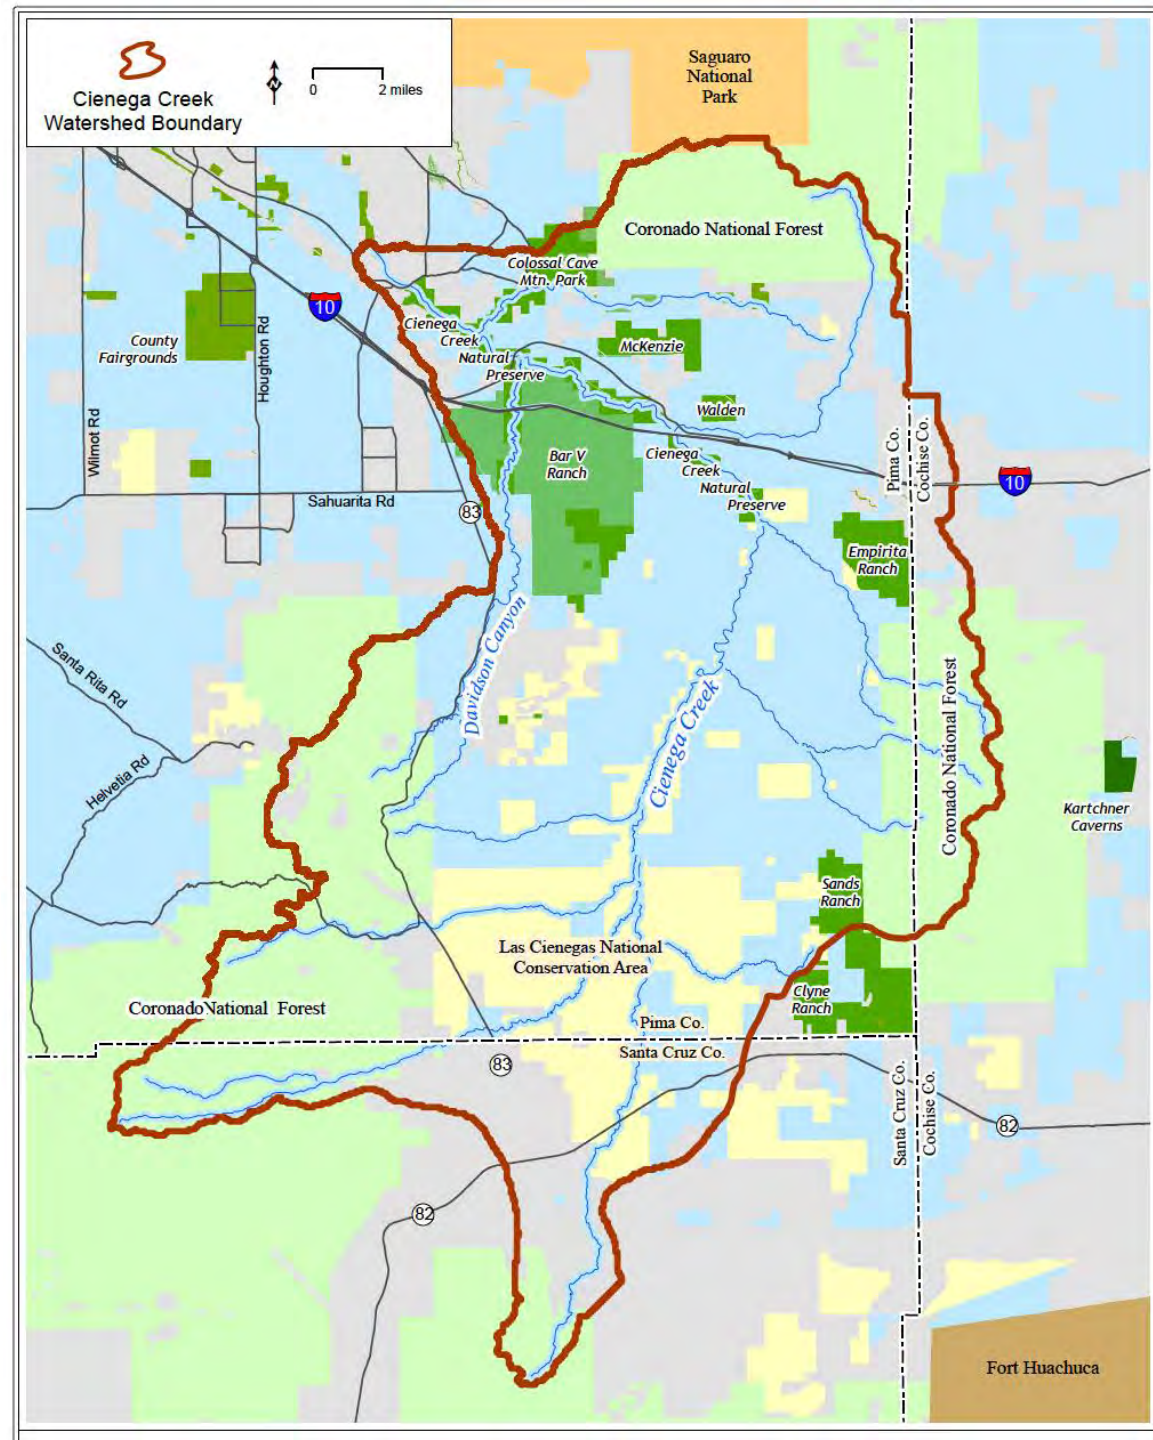 Cienega Creek
Watershed Boundary
N
0
2 miles
Saguaro
National
Park
Coronado National Forest
Colossal Cave
Mtn. Park
10
County
Fairgrounds
Houghton Rd
Wilmot Rd
Cienega
Creek
Natural
Preserve
McKenzie
Walden
Bar V
Ranch
Cienega
Creek
Natural
Preserve
Pima Co.
Cochise Co.
10
Sahuarita Rd
83
Empirita
Ranch
Davidson Canyon
Santa Rita Rd
Helvetia Rd
Cienega Creek
Coronado National Forest
Kartchner
Caverns
Sands
Ranch
Las Cienegas National
Conservation Area
Clyne
Ranch
CoronadoNational Forest
Pima Co.
Santa Cruz Co.
83
Santa Cruz Co.
Cochise Co.
82
82
Fort Huachuca